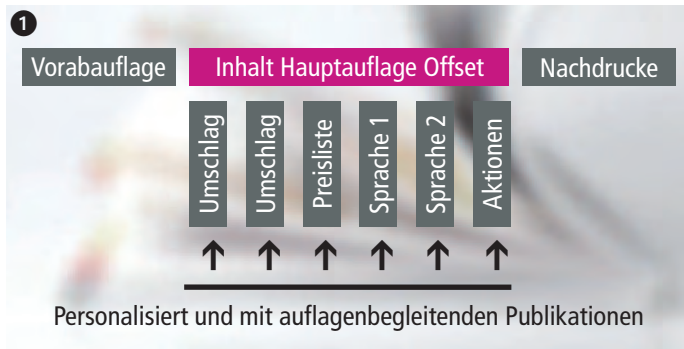 1
Vorabauflage
Inhalt Hauptauflage Offset
Nachdrucke
Umschlag
Umschlag
Preisliste
Sprache 1
Sprache 2
Aktionen
Personalisiert und mit auflagenbegleitenden Publikationen